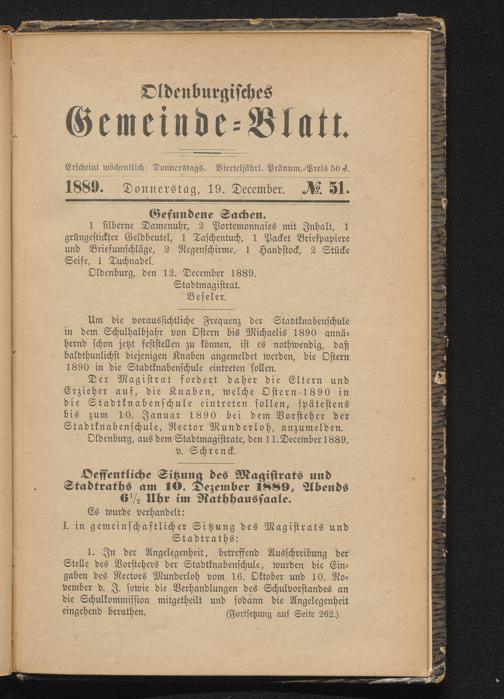 Oldenburgisches
Gemeinde-Blatt.
Erscheint wöchentlich: Donnerstags. Vierteljährl. Pränum.-Preis 50 ₰.
1889. Donnerstag, 19. December. № 51.
Gefundene Sachen.
1 silberne Damenuhr, 2 Portemonnaies mit Inhalt, 1
grüngestickter Geldbeutel, 1 Taschentuch, 1 Packet Briefpapiere
und Briefumschläge, 2 Regenschirme, 1 Handstock, 2 Stücke
Seife, 1 Tuchnadel.
Oldenburg, den 12. December 1889.
Stadtmagistrat.
Beseler.
Um die voraussichtliche Frequenz der Stadtknabenschule
in dem Schulhalbjahr von Ostern bis Michaelis 1890 annä-
hernd schon jetzt feststellen zu können, ist es nothwendig, daß
baldthunlichst diejenigen Knaben angemeldet werden, die Ostern
1890 in die Stadtknabenschule eintreten sollen.
Der Magistrat fordert daher die Eltern und
Erzieher auf, die Knaben, welche Ostern 1890 in
die Stadtknabenschule eintreten sollen, spätestens
bis zum 10. Januar 1890 bei dem Vorsteher der
Stadtknabenschule, Rector Munderloh, anzumelden.
Oldenburg, aus dem Stadtmagistrate, den 11. December 1889.
v. Schrenck.
Oeffentliche Sitzung des Magistrats und
Stadtraths am 10. Dezember 1889, Abends
6½ Uhr im Rathhaussaale.
Es wurde verhandelt:
I. in gemeinschaftlicher Sitzung des Magistrats und
Stadtraths:
1. In der Angelegenheit, betreffend Ausschreibung der
Stelle des Vorstehers der Stadtknabenschule, wurden die Ein-
gaben des Rectors Munderloh vom 16. Oktober und 10. No-
vember d. J. sowie die Verhandlungen des Schulvorstandes an
die Schulkommission mitgetheilt und sodann die Angelegenheit
eingehend berathen. (Fortsetzung auf Seite 262.)